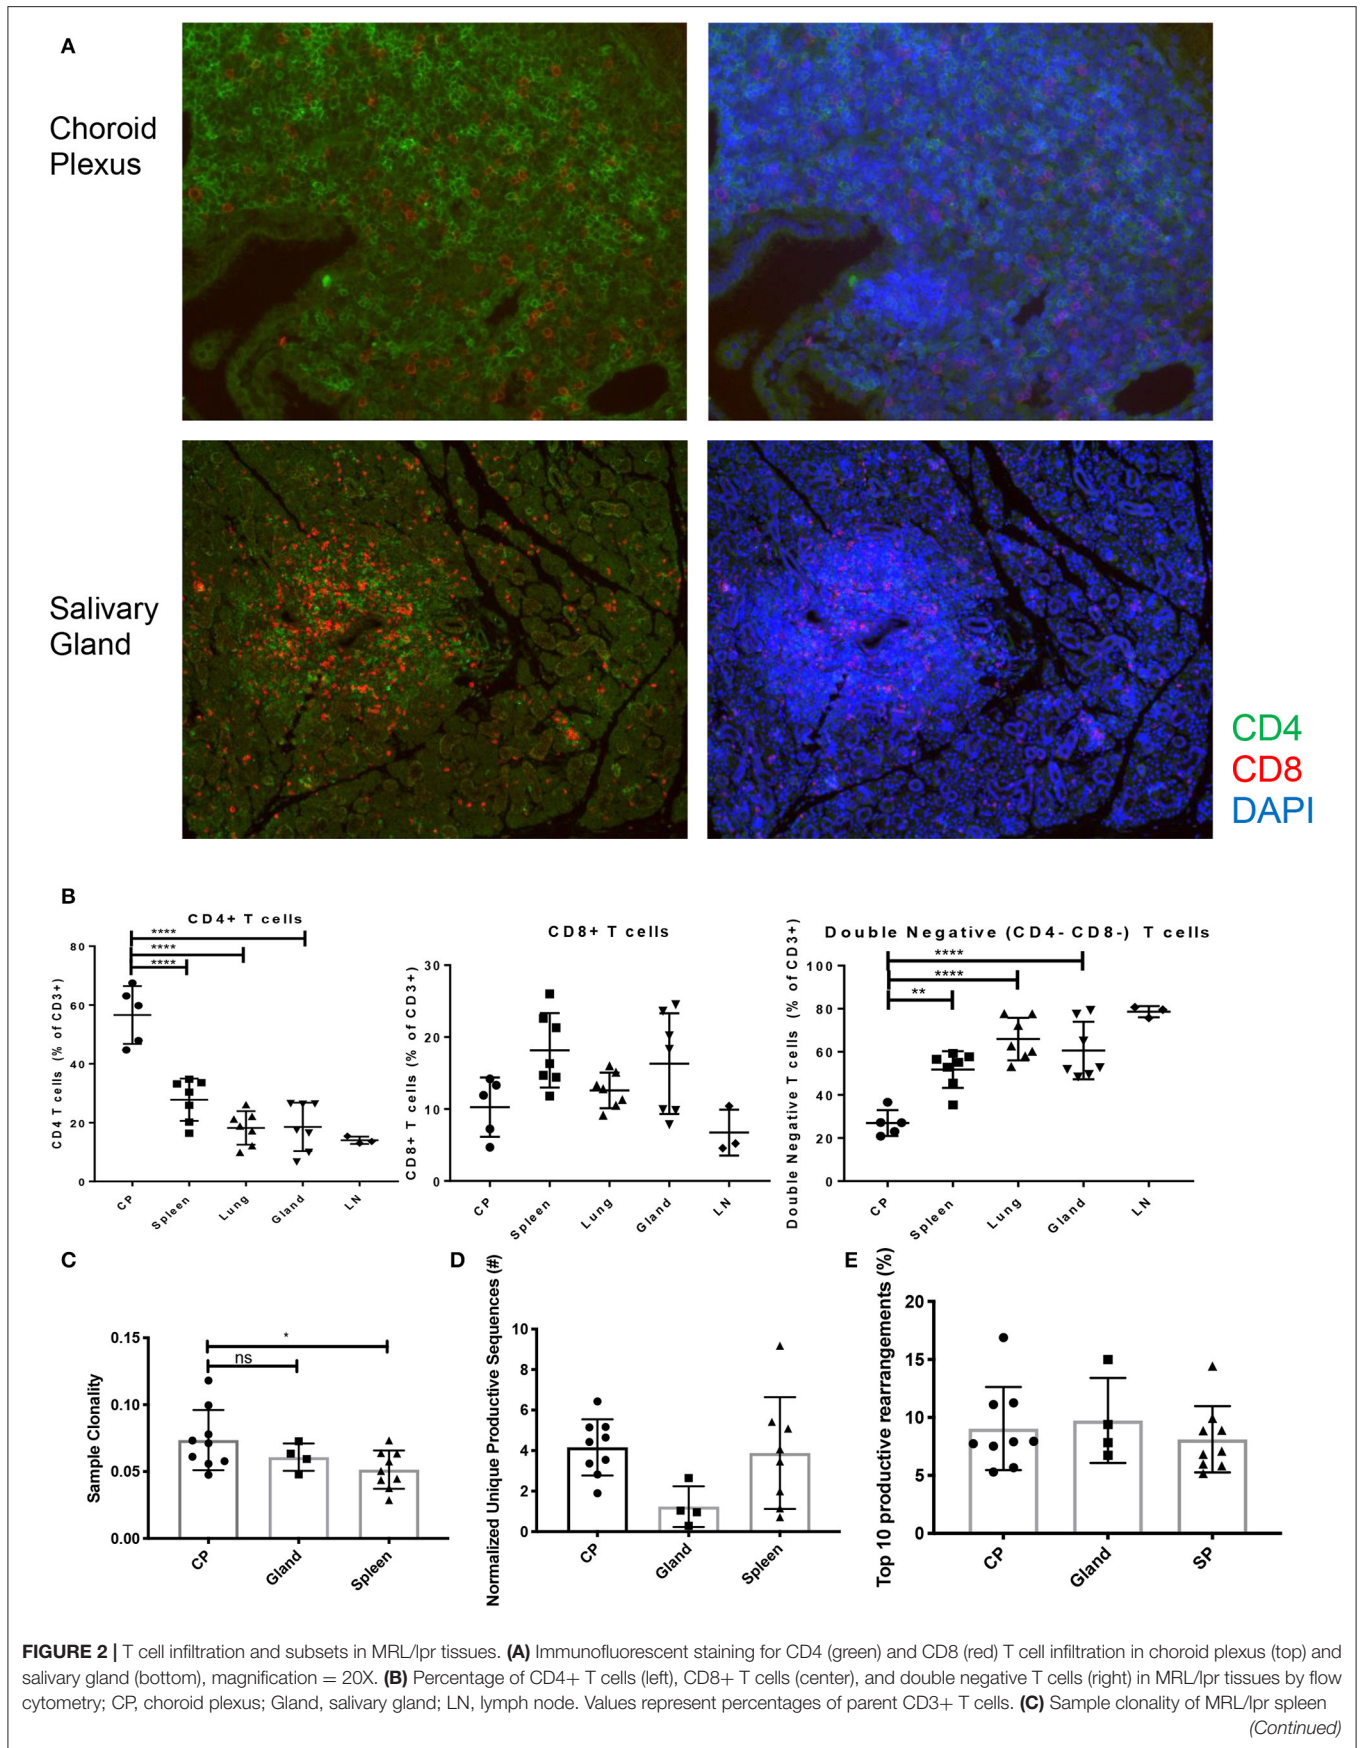 A
Choroid
Plexus
Salivary
Gland
CD4
CD8
DAPI
B
CD4+ T cells
****
****
****
CD4 T cells (% of CD3+)
80
60
40
20
0
CP
Spleen
Lung
Gland
LN
CD8+ T cells
CD8+ T cells (% of CD3+)
30
20
10
0
CP
Spleen
Lung
Gland
LN
Double Negative (CD4- CD8-) T cells
****
****
**
Double Negative T cells (% of CD3+)
100
80
60
40
20
0
CP
Spleen
Lung
Gland
LN
C
*
ns
Sample Clonality
0.15
0.10
0.05
0.00
CP
Gland
Spleen
D
Normalized Unique Productive Sequences (#)
10
8
6
4
2
0
CP
Gland
Spleen
E
Top 10 productive rearrangements (%)
20
15
10
5
0
CP
Gland
SP
FIGURE 2 | T cell infiltration and subsets in MRL/lpr tissues. (A) Immunofluorescent staining for CD4 (green) and CD8 (red) T cell infiltration in choroid plexus (top) and
salivary gland (bottom), magnification = 20X. (B) Percentage of CD4+ T cells (left), CD8+ T cells (center), and double negative T cells (right) in MRL/lpr tissues by flow
cytometry; CP, choroid plexus; Gland, salivary gland; LN, lymph node. Values represent percentages of parent CD3+ T cells. (C) Sample clonality of MRL/lpr spleen
(Continued)